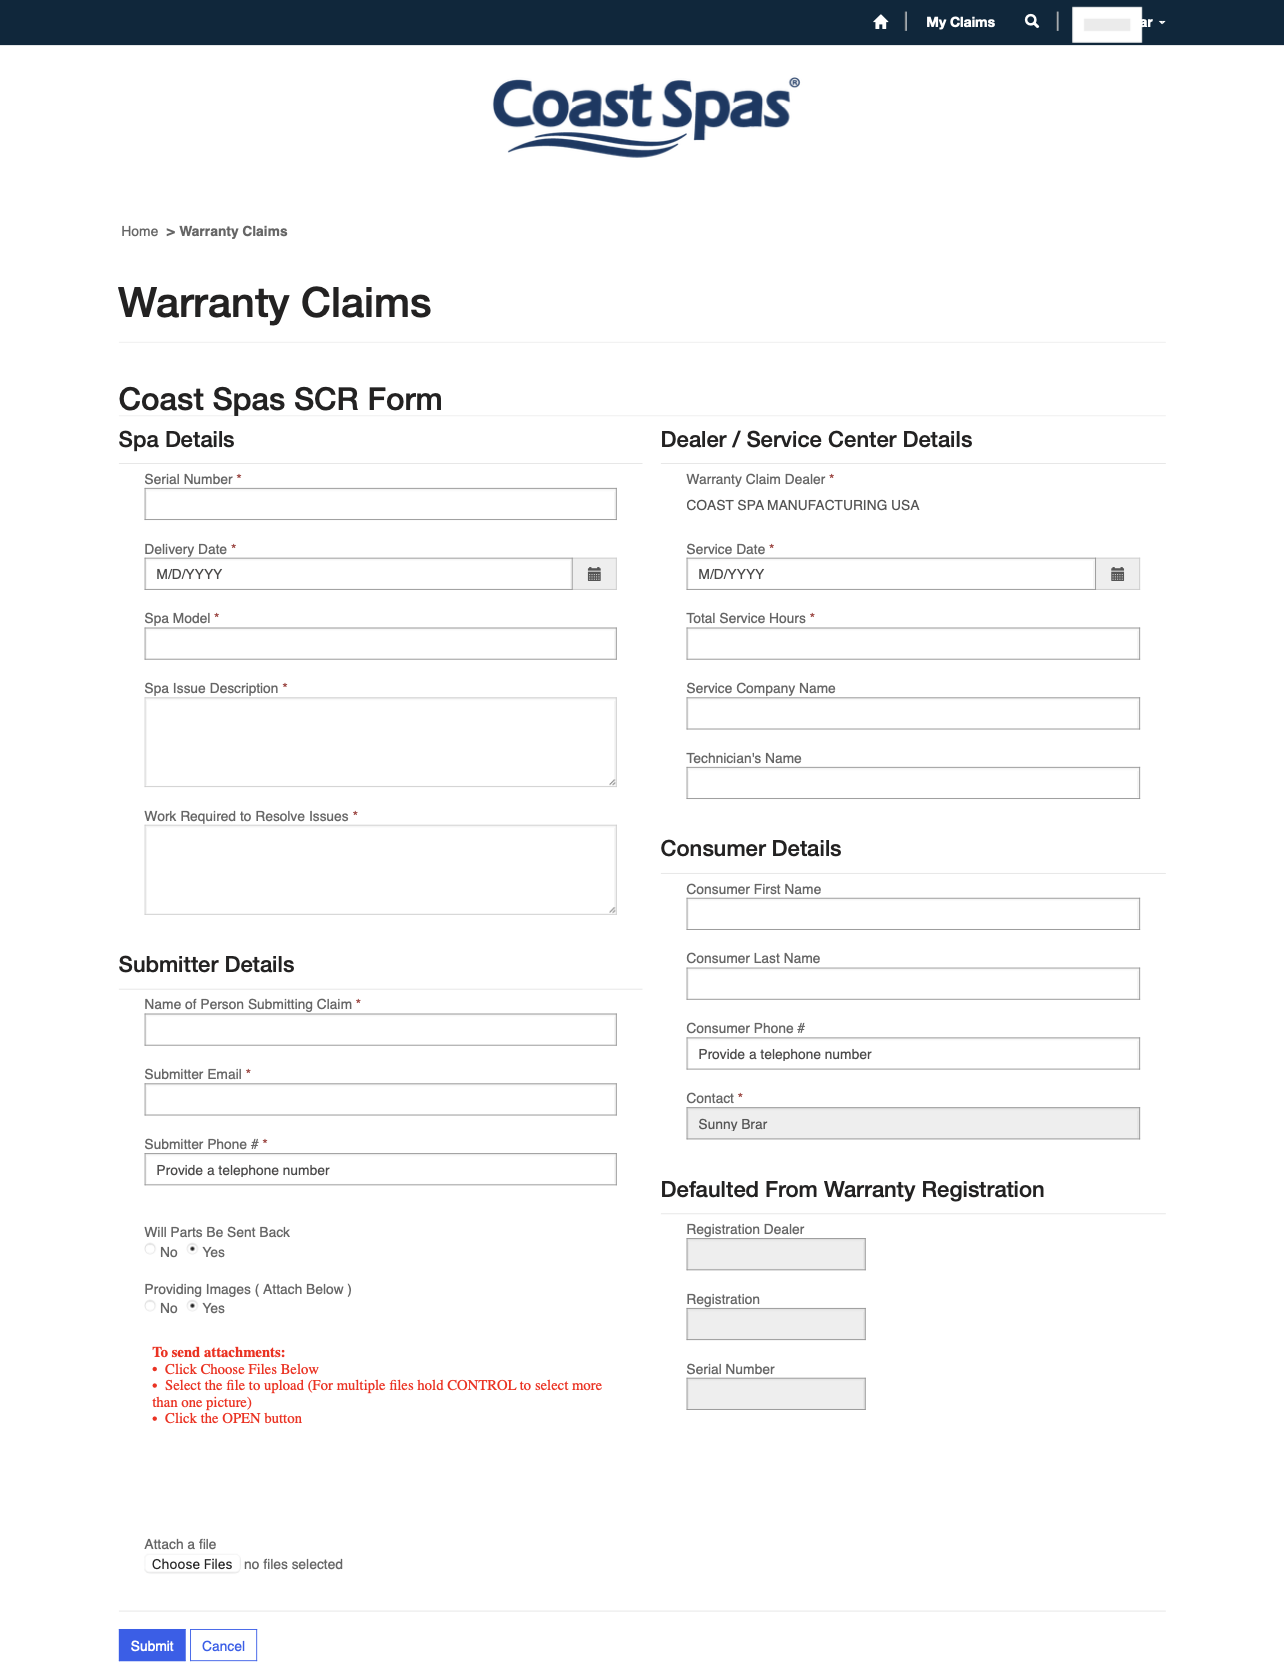 My Claims
ar
Coast Spas®
Home > Warranty Claims
Warranty Claims
Coast Spas SCR Form
Spa Details
Serial Number *
Delivery Date *
M/D/YYYY
Spa Model *
Spa Issue Description *
Work Required to Resolve Issues *
Submitter Details
Name of Person Submitting Claim *
Submitter Email *
Submitter Phone # *
Provide a telephone number
Will Parts Be Sent Back
No Yes
Providing Images ( Attach Below )
No Yes
To send attachments:
• Click Choose Files Below
• Select the file to upload (For multiple files hold CONTROL to select more
than one picture)
• Click the OPEN button
Attach a file
Choose Files no files selected
Dealer / Service Center Details
Warranty Claim Dealer *
COAST SPA MANUFACTURING USA
Service Date *
M/D/YYYY
Total Service Hours *
Service Company Name
Technician's Name
Consumer Details
Consumer First Name
Consumer Last Name
Consumer Phone #
Provide a telephone number
Contact *
Sunny Brar
Defaulted From Warranty Registration
Registration Dealer
Registration
Serial Number
Submit Cancel